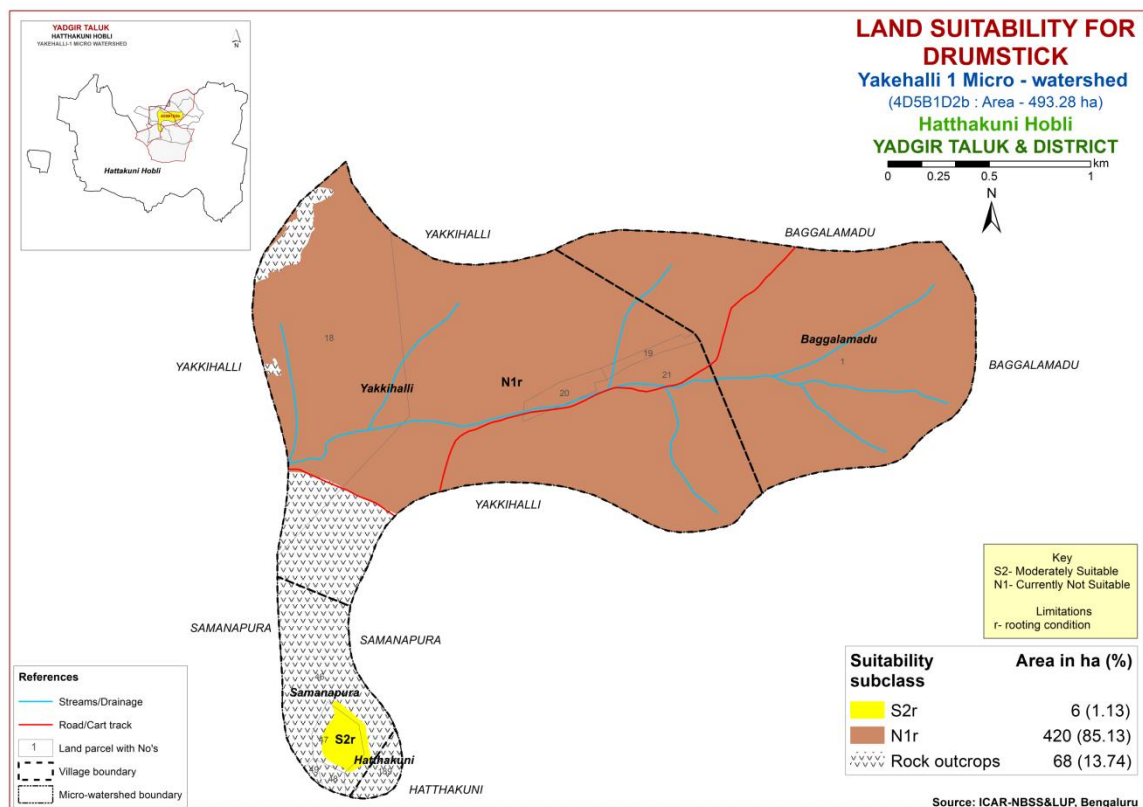 YADGIR TALUK
HATTHAKUNI HOBLI
YAKEHALLI-1 MICRO WATERSHED
N
Hattakuni Hobli
LAND SUITABILITY FOR
DRUMSTICK
Yakehalli 1 Micro - watershed
(4D5B1D2b : Area - 493.28 ha)
Hatthakuni Hobli
YADGIR TALUK & DISTRICT
km
0 0.25 0.5 1
N
YAKKIHALLI
BAGGALAMADU
18
19
Baggalamadu
1
YAKKIHALLI
BAGGALAMADU
Yakkihalli
N1r
21
20
YAKKIHALLI
SAMANAPURA
SAMANAPURA
Samanapura
S2r
Hatthakuni
HATTHAKUNI
Key
S2- Moderately Suitable
N1- Currently Not Suitable
Limitations
r- rooting condition
References
Streams/Drainage
Road/Cart track
1 Land parcel with No's
Village boundary
Micro-watershed boundary
Suitability subclass Area in ha (%)
S2r 6 (1.13)
N1r 420 (85.13)
Rock outcrops 68 (13.74)
Source: ICAR-NBSS&LUP, Bengaluru